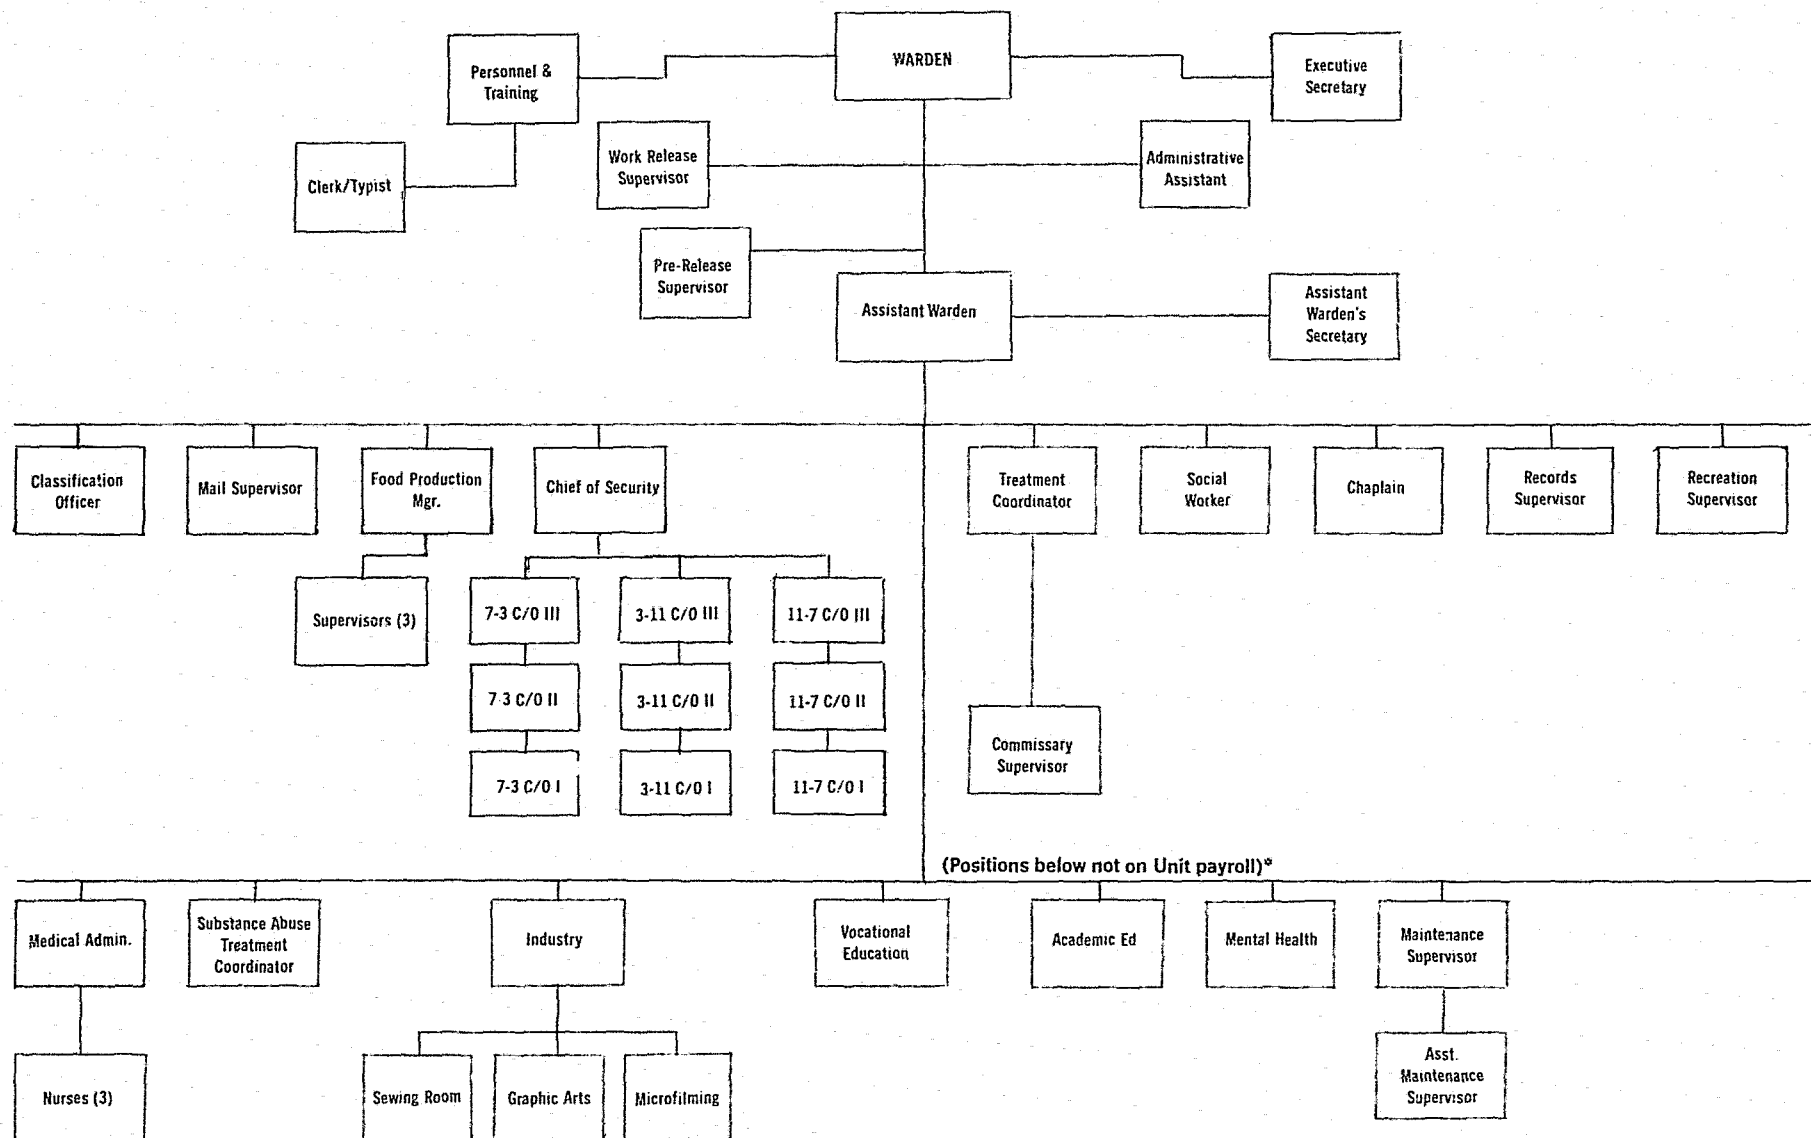 WARDEN
Personnel &
Training
Executive
Secretary
Clerk/Typist
Work Release
Supervisor
Administrative
Assistant
Pre-Release
Supervisor
Assistant Warden
Assistant
Warden's
Secretary
Classification
Officer
Mail Supervisor
Food Production
Mgr.
Chief of Security
Treatment
Coordinator
Social
Worker
Chaplain
Records
Supervisor
Recreation
Supervisor
Supervisors (3)
7-3 C/O III
3-11 C/O III
11-7 C/O III
7-3 C/O II
3-11 C/O II
11-7 C/O II
7-3 C/O I
3-11 C/O I
11-7 C/O I
Commissary
Supervisor
(Positions below not on Unit payroll)*
Medical Admin.
Substance Abuse
Treatment
Coordinator
Industry
Vocational
Education
Academic Ed
Mental Health
Maintenance
Supervisor
Nurses (3)
Sewing Room
Graphic Arts
Microfilming
Asst.
Maintenance
Supervisor